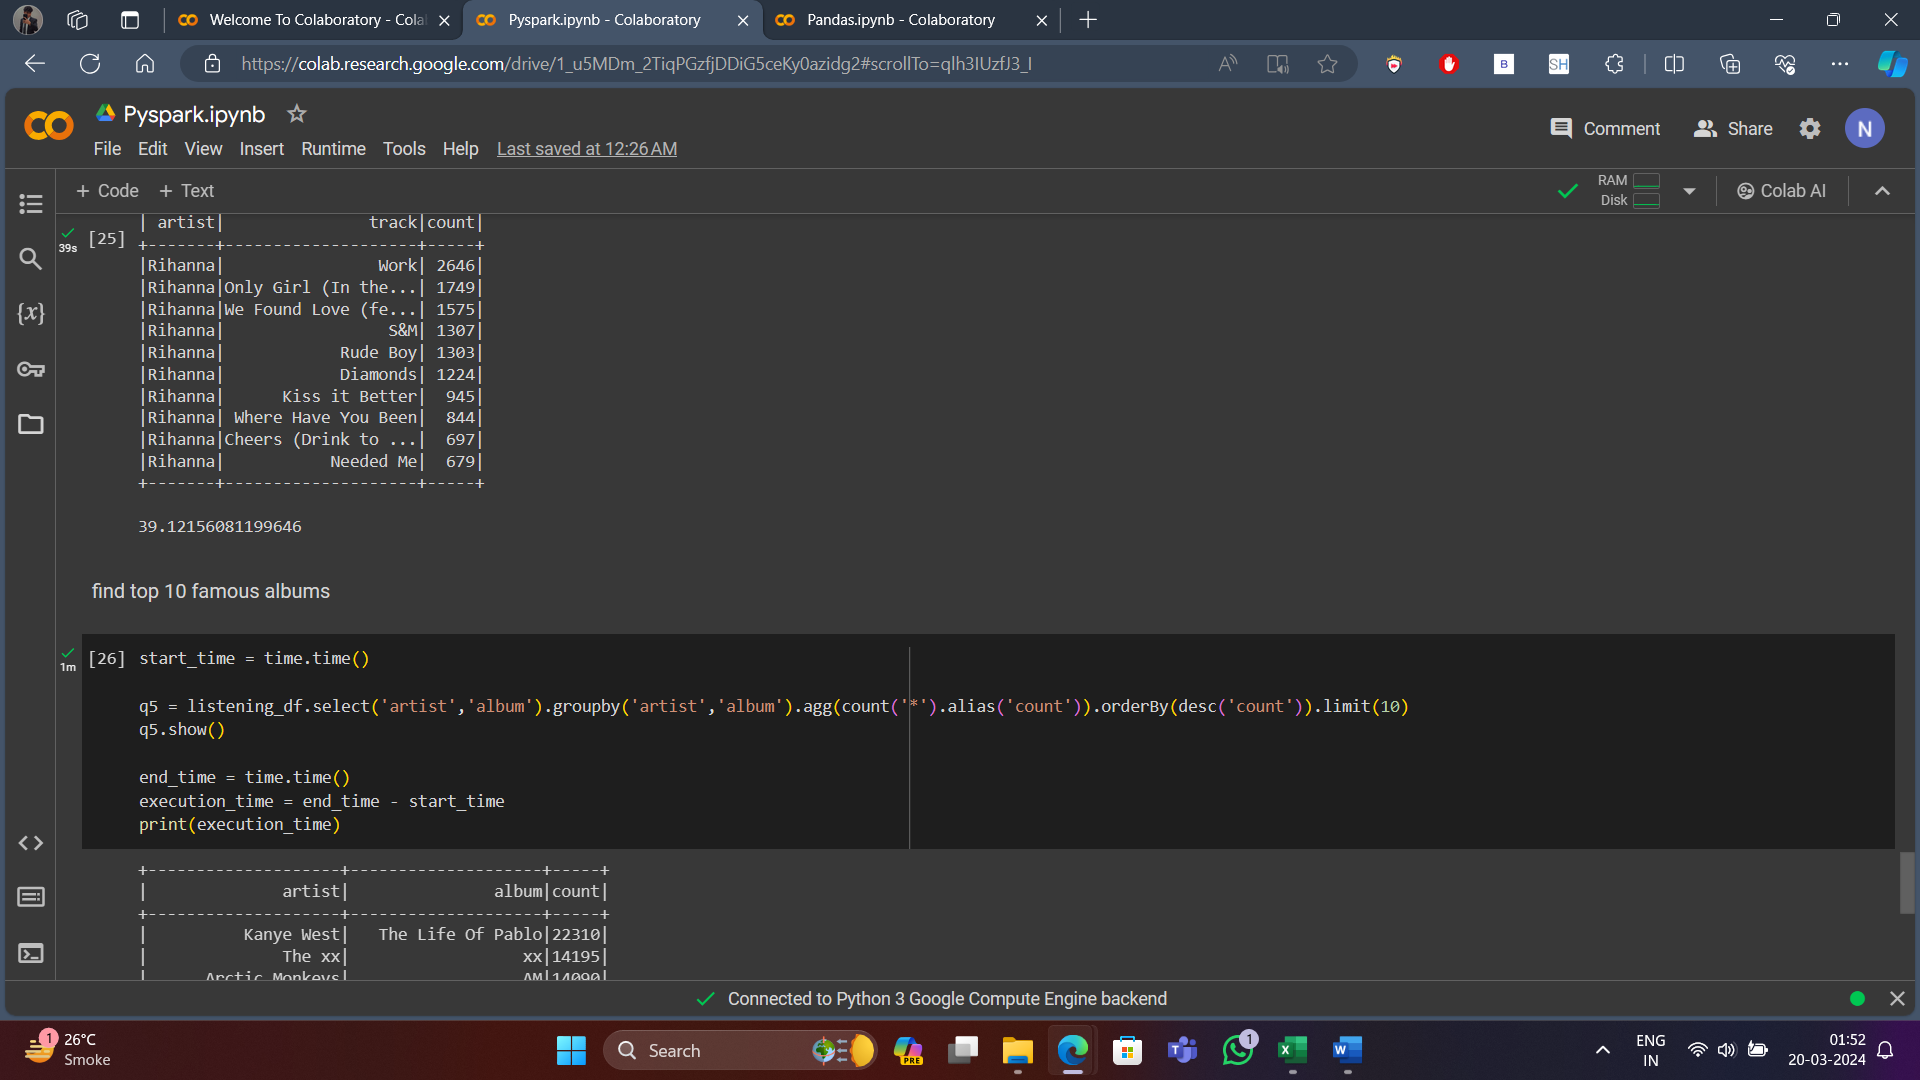 Welcome To Colaboratory - Cola
Pyspark.ipynb - Colaboratory
Pandas.ipynb - Colaboratory
https://colab.research.google.com/drive/1_u5MDm_2TiqPGzfjDDiG5ceKy0azidg2#scrollTo=qlh3IUzfJ3_I
B
SH
Pyspark.ipynb
Comment
Share
N
File Edit View Insert Runtime Tools Help Last saved at 12:26 AM
+ Code + Text
RAM
Disk
Colab AI
{x}
39s
[25]
| artist| track|count|
+-------+--------------------+-----+
|Rihanna| Work| 2646|
|Rihanna|Only Girl (In the...| 1749|
|Rihanna|We Found Love (fe...| 1575|
|Rihanna| S&M| 1307|
|Rihanna| Rude Boy| 1303|
|Rihanna| Diamonds| 1224|
|Rihanna| Kiss it Better| 945|
|Rihanna| Where Have You Been| 844|
|Rihanna|Cheers (Drink to ...| 697|
|Rihanna| Needed Me| 679|
+-------+--------------------+-----+
39.12156081199646
find top 10 famous albums
1m
[26] start_time = time.time()
q5 = listening_df.select('artist','album').groupby('artist','album').agg(count('*').alias('count')).orderBy(desc('count')).limit(10)
q5.show()
end_time = time.time()
execution_time = end_time - start_time
print(execution_time)
+--------------------+--------------------+-----+
| artist| album|count|
+--------------------+--------------------+-----+
| Kanye West| The Life Of Pablo|22310|
| The xx| xx|14195|
| Arctic Monkeys| AM|14090|
Connected to Python 3 Google Compute Engine backend
1
26°C
Smoke
Search
PRE
T
1
X
W
ENG
IN
01:52
20-03-2024